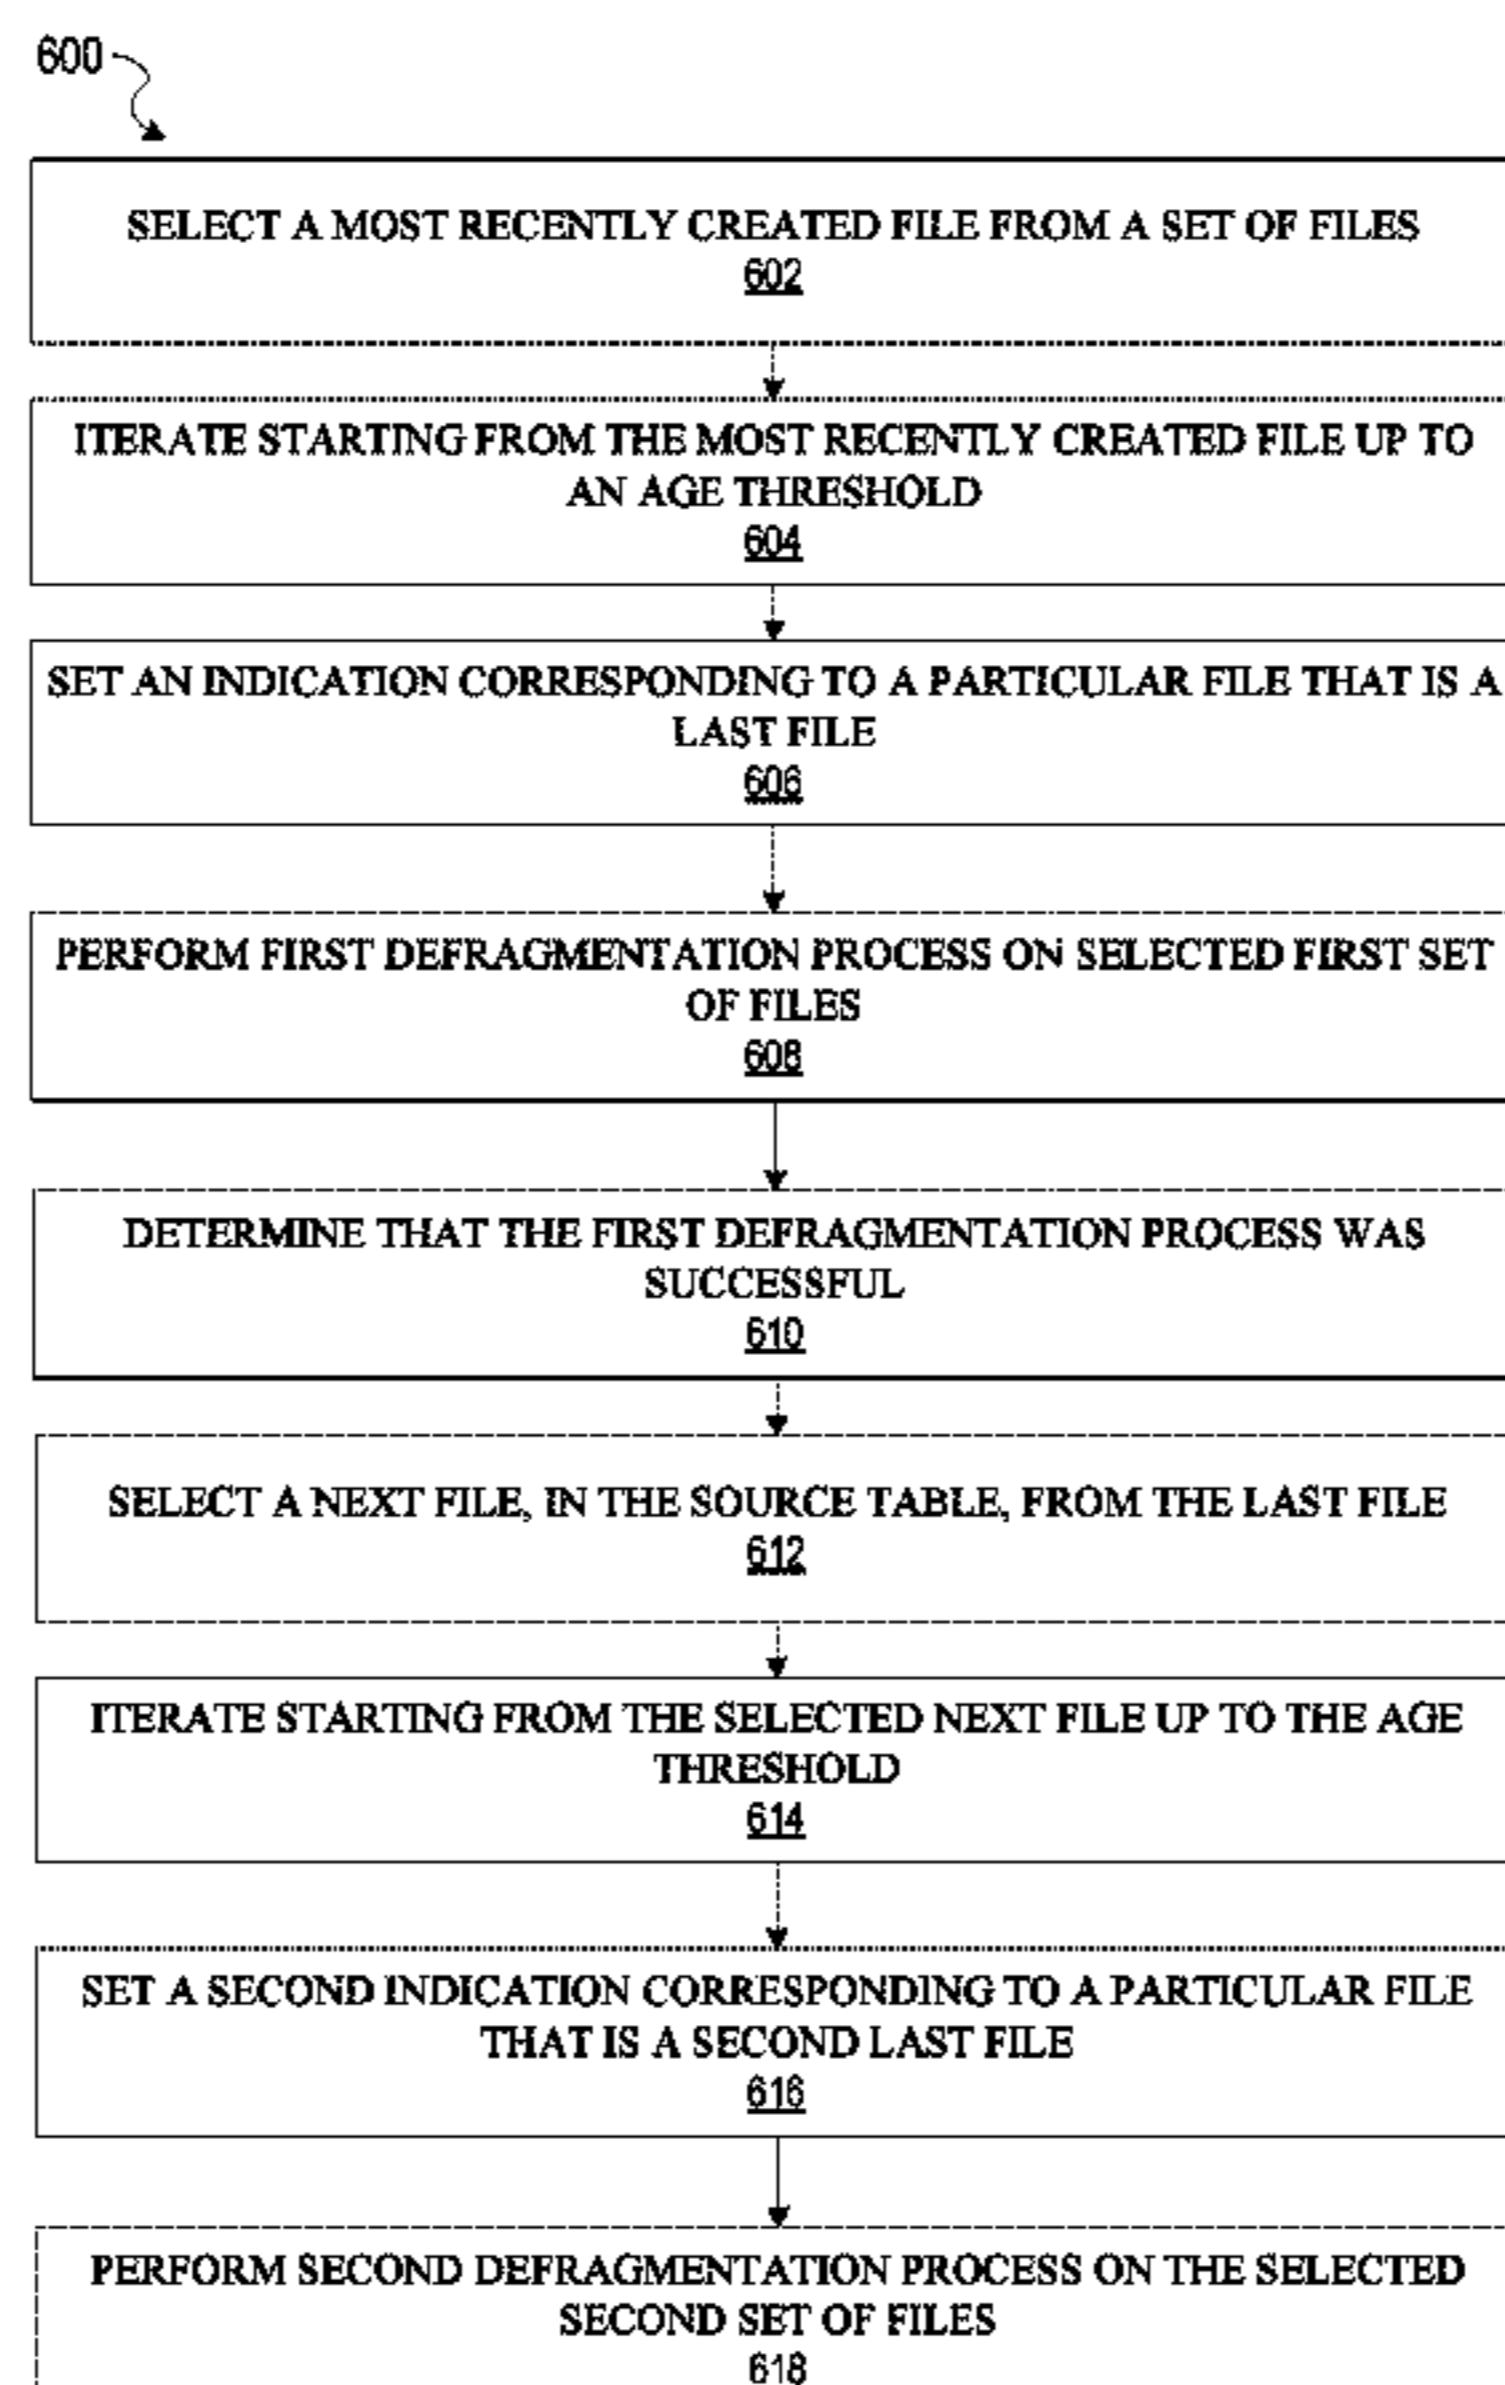 600
SELECT A MOST RECENTLY CREATED FILE FROM A SET OF FILES
602
ITERATE STARTING FROM THE MOST RECENTLY CREATED FILE UP TO
AN AGE THRESHOLD
604
SET AN INDICATION CORRESPONDING TO A PARTICULAR FILE THAT IS A
LAST FILE
606
PERFORM FIRST DEFRAGMENTATION PROCESS ON SELECTED FIRST SET
OF FILES
608
DETERMINE THAT THE FIRST DEFRAGMENTATION PROCESS WAS
SUCCESSFUL
610
SELECT A NEXT FILE, IN THE SOURCE TABLE, FROM THE LAST FILE
612
ITERATE STARTING FROM THE SELECTED NEXT FILE UP TO THE AGE
THRESHOLD
614
SET A SECOND INDICATION CORRESPONDING TO A PARTICULAR FILE
THAT IS A SECOND LAST FILE
616
PERFORM SECOND DEFRAGMENTATION PROCESS ON THE SELECTED
SECOND SET OF FILES
618